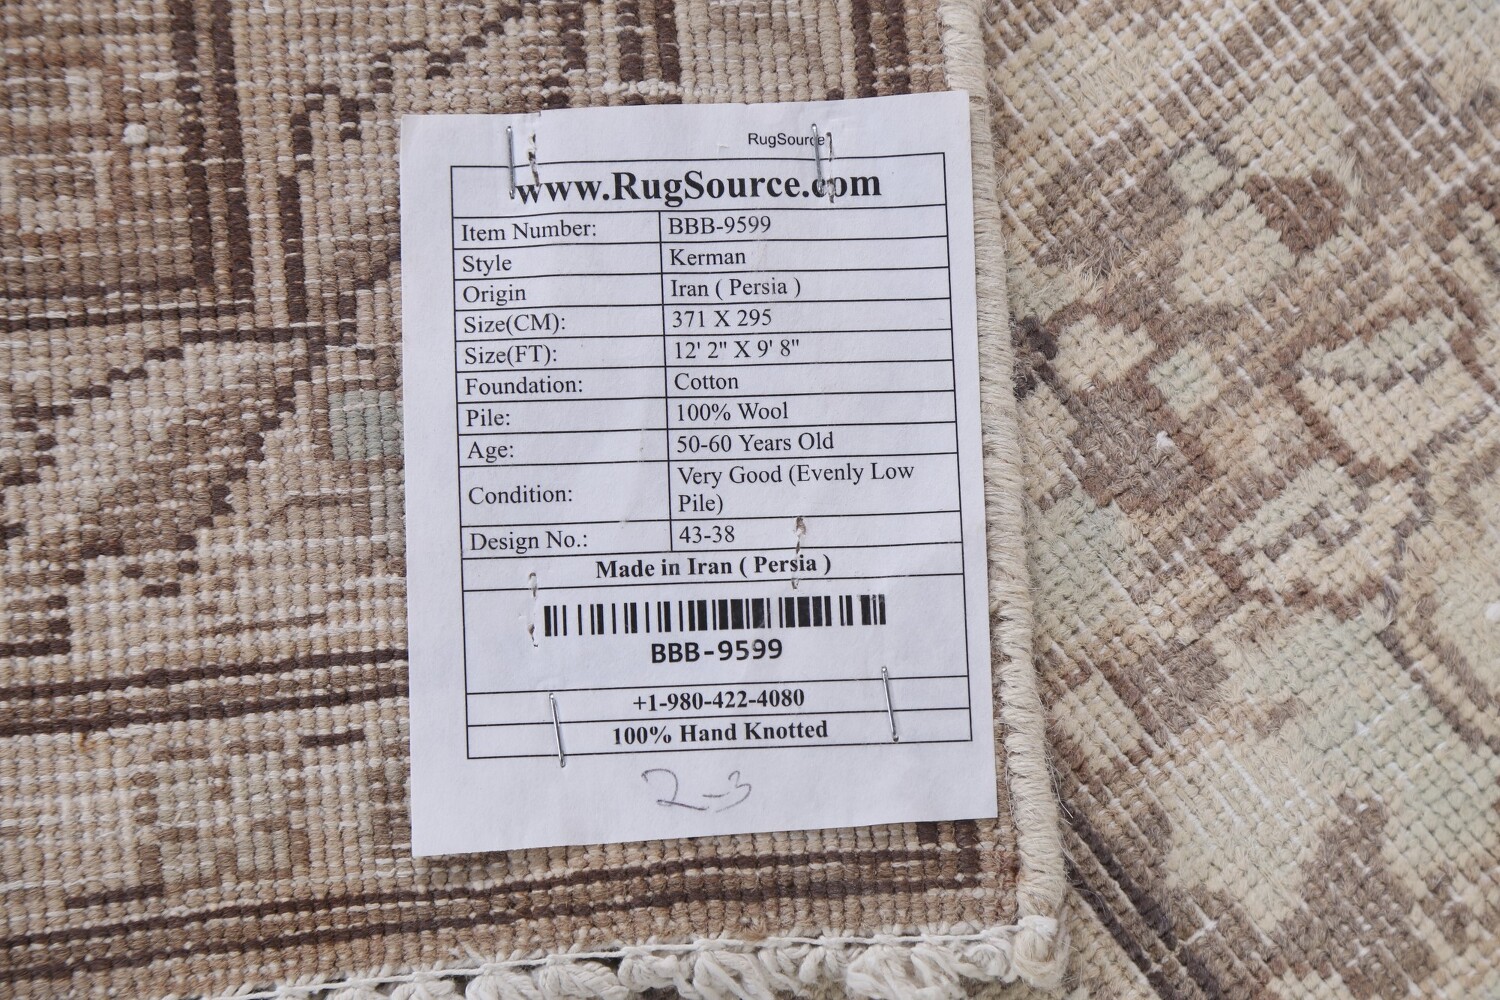 RugSource
www.RugSource.com
Item Number: BBB-9599
Style Kerman
Origin Iran ( Persia )
Size(CM): 371 X 295
Size(FT): 12' 2" X 9' 8"
Foundation: Cotton
Pile: 100% Wool
Age: 50-60 Years Old
Condition: Very Good (Evenly Low
Pile)
Design No.: 43-38
Made in Iran ( Persia )
BBB-9599
+1-980-422-4080
100% Hand Knotted
2-3